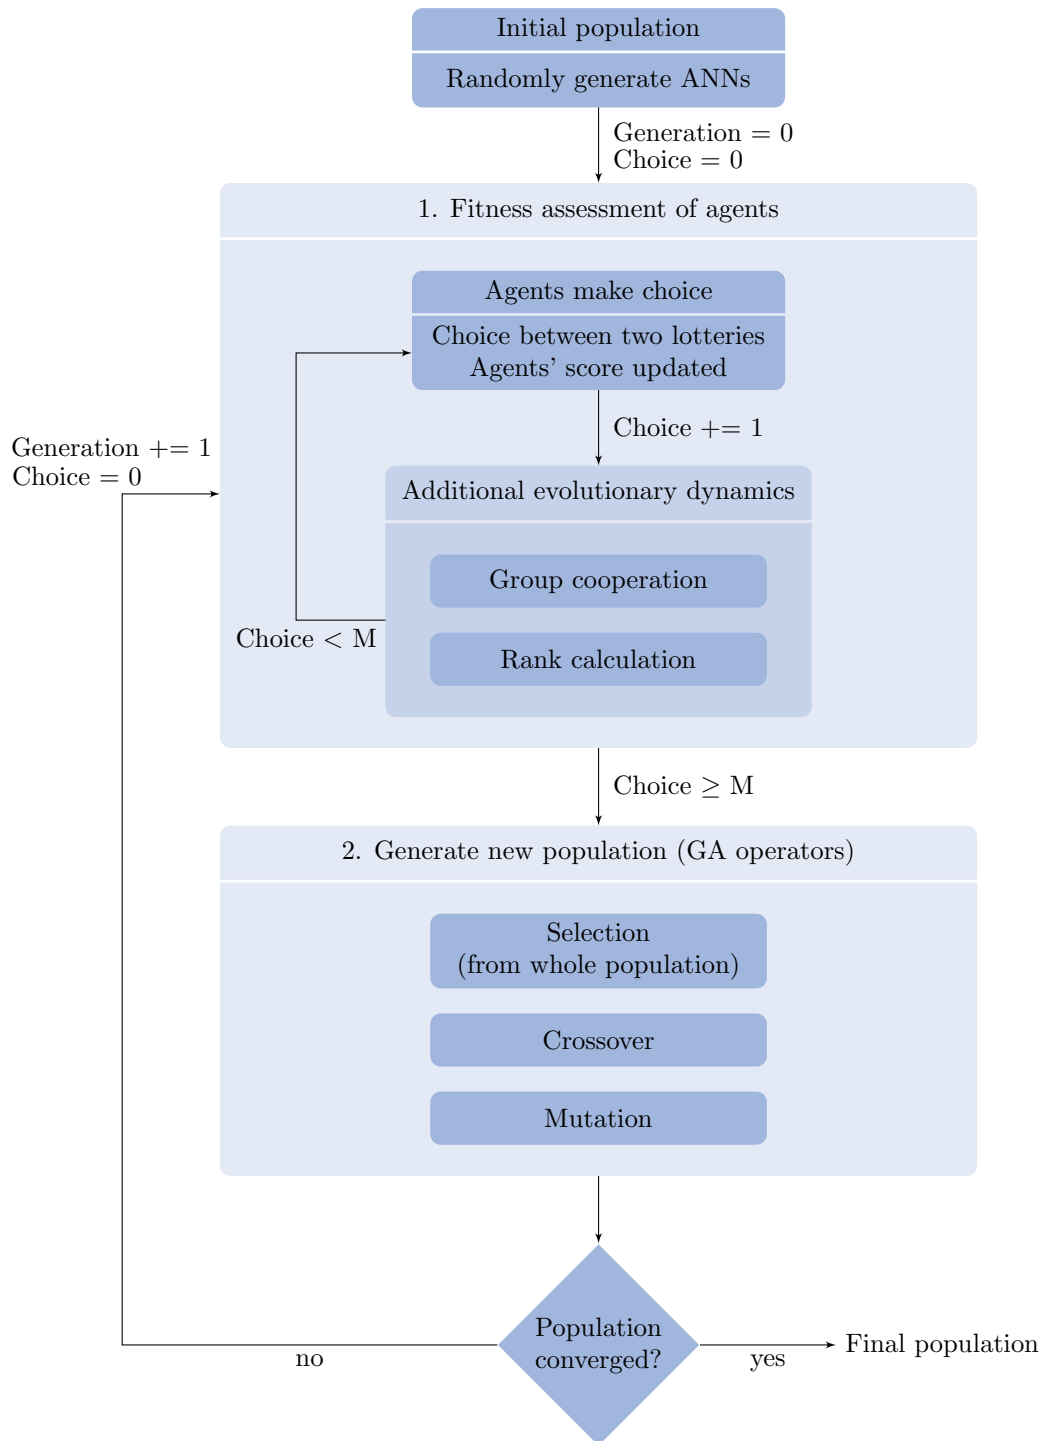 Initial population
Randomly generate ANNs
Generation = 0
Choice = 0
1. Fitness assessment of agents
Agents make choice
Choice between two lotteries
Agents' score updated
Choice += 1
Generation += 1
Choice = 0
Additional evolutionary dynamics
Group cooperation
Choice < M
Rank calculation
Choice ≥ M
2. Generate new population (GA operators)
Selection
(from whole population)
Crossover
Mutation
Population
converged?
no
yes
Final population